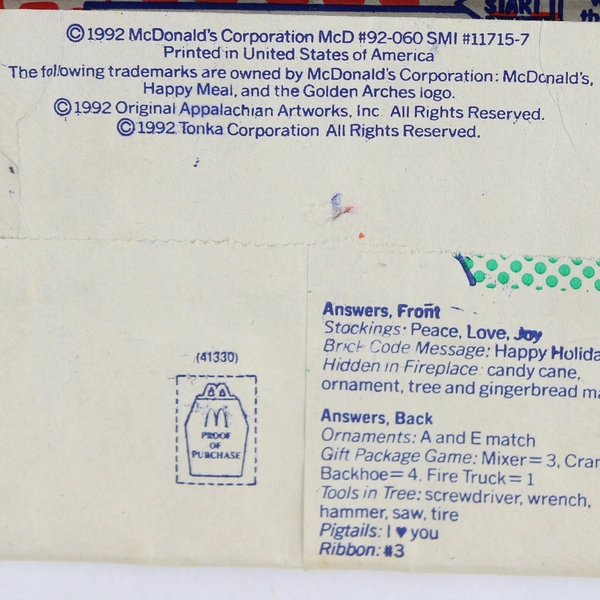 START
©1992 McDonald's Corporation McD #92-060 SMI #11715-7
Printed in United States of America
The following trademarks are owned by McDonald's Corporation: McDonald's,
Happy Meal, and the Golden Arches logo.
©1992 Original Appalachian Artworks, Inc. All Rights Reserved.
©1992 Tonka Corporation All Rights Reserved.
(41330)
PROOF
OF
PURCHASE
Answers, Front
Stockings: Peace, Love, Joy
Brick Code Message: Happy Holida
Hidden in Fireplace: candy cane,
ornament, tree and gingerbread ma
Answers, Back
Ornaments: A and E match
Gift Package Game: Mixer=3, Cran
Backhoe=4, Fire Truck=1
Tools in Tree: screwdriver, wrench,
hammer, saw, tire
Pigtails: I ♥ you
Ribbon: #3